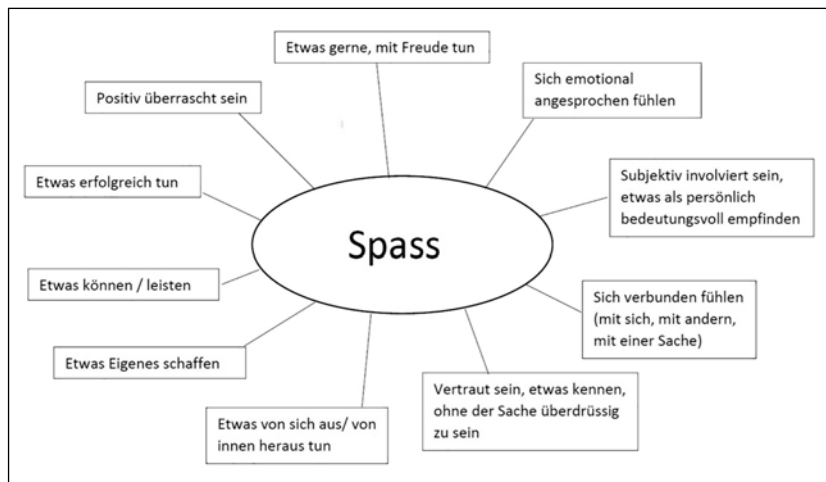 Etwas gerne, mit Freude tun
Sich emotional
angesprochen fühlen
Positiv überrascht sein
Etwas erfolgreich tun
Subjektiv involviert sein,
etwas als persönlich
bedeutungsvoll empfinden
Spass
Etwas können / leisten
Sich verbunden fühlen
(mit sich, mit andern,
mit einer Sache)
Etwas Eigenes schaffen
Vertraut sein, etwas kennen,
ohne der Sache überdrüssig
zu sein
Etwas von sich aus/ von
innen heraus tun